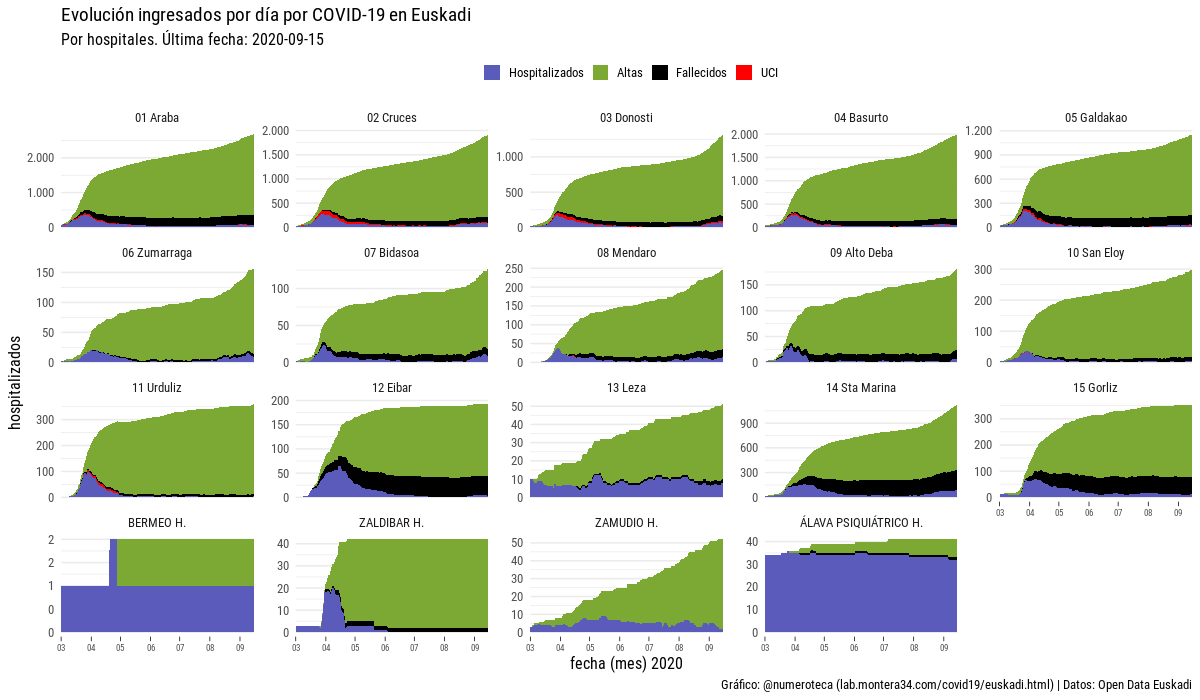 Evolución ingresados por día por COVID-19 en Euskadi
Por hospitales. Última fecha: 2020-09-15
Hospitalizados Altas Fallecidos UCI
01 Araba 02 Cruces 03 Donosti 04 Basurto 05 Galdakao
2.000 1.000 0
2.000 1.500 1.000 500 0
1.000 500 0
2.000 1.500 1.000 500 0
1.200 900 600 300 0
06 Zumarraga 07 Bidasoa 08 Mendaro 09 Alto Deba 10 San Eloy
150 100 50 0
100 50 0
250 200 150 100 50 0
150 100 50 0
300 200 100 0
hospitalizados
11 Urduliz 12 Eibar 13 Leza 14 Sta Marina 15 Gorliz
300 200 100 0
200 150 100 50 0
50 40 30 20 10 0
900 600 300 0
300 200 100 0
03 04 05 06 07 08 09
BERMEO H. ZALDIBAR H. ZAMUDIO H. ÁLAVA PSIQUIÁTRICO H.
2 2 1 0 0
40 30 20 10 0
50 40 30 20 10 0
40 30 20 10 0
03 04 05 06 07 08 09
03 04 05 06 07 08 09
03 04 05 06 07 08 09
03 04 05 06 07 08 09
fecha (mes) 2020
Gráfico: @numeroteca (lab.montera34.com/covid19/euskadi.html) | Datos: Open Data Euskadi